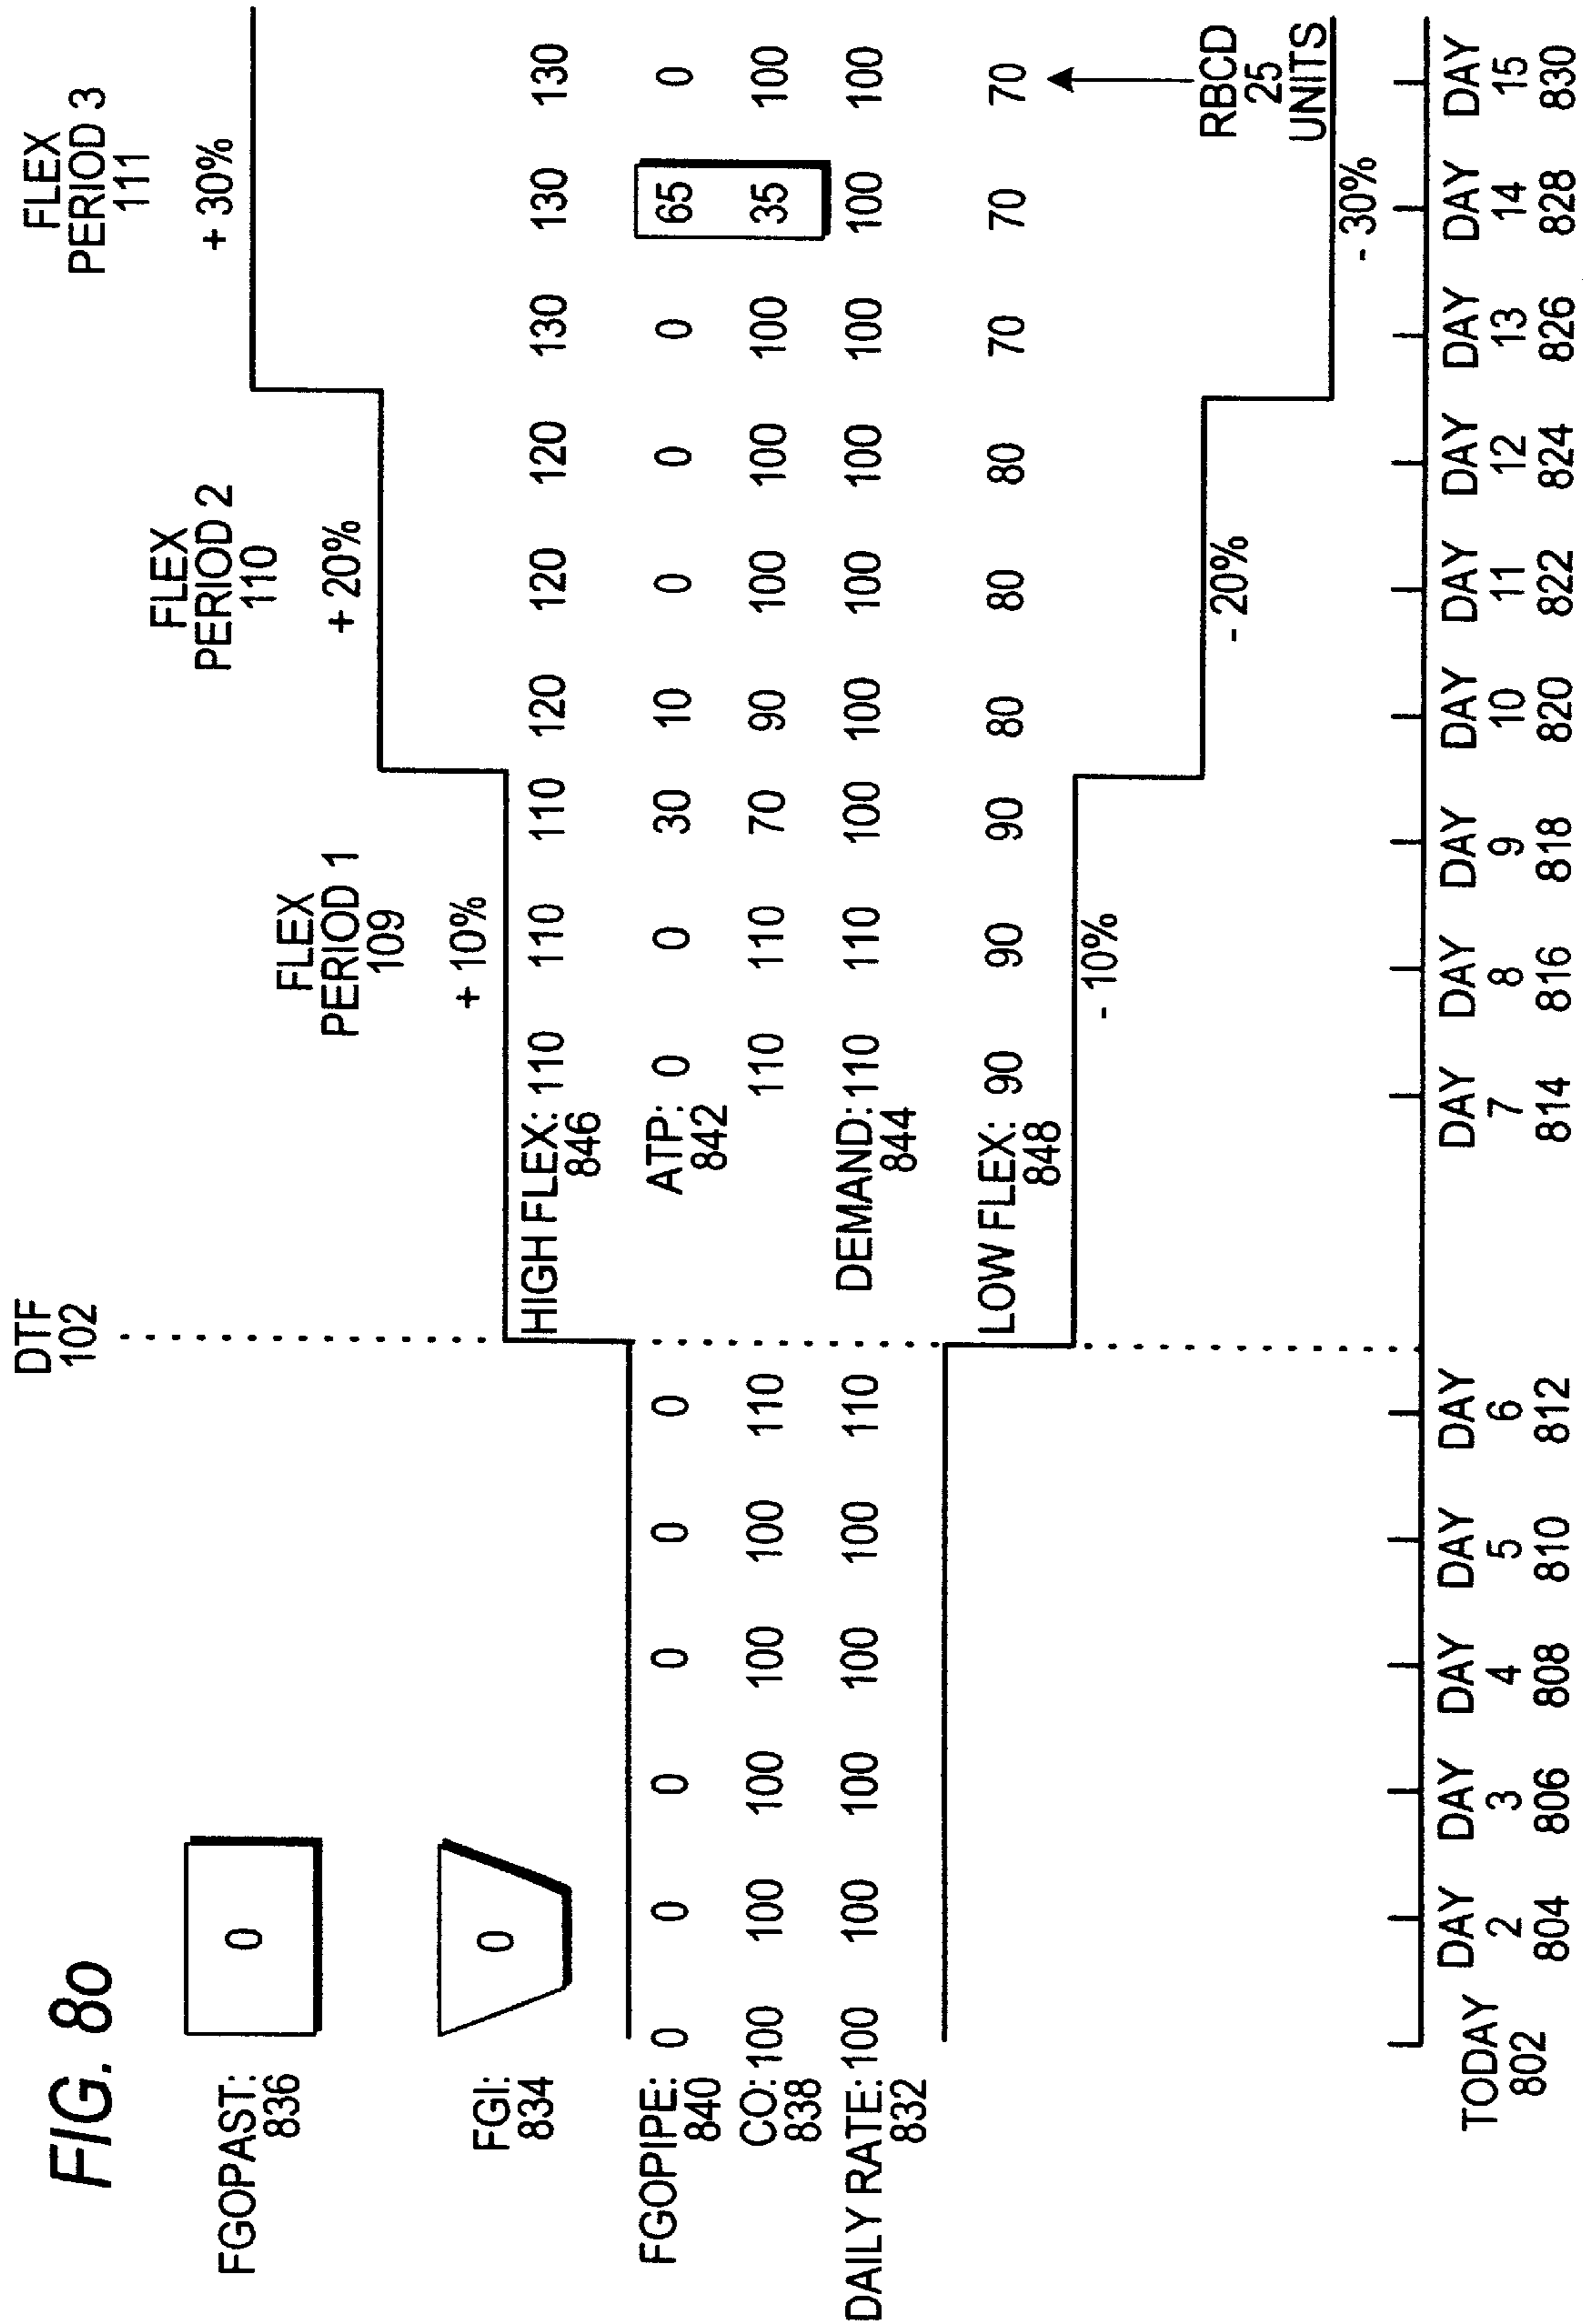 FIG. 8o
FLEX
PERIOD 3
111
+ 30%
FLEX
PERIOD 2
110
+ 20%
FLEX
PERIOD 1
109
+ 10%
DTF
102
FGOPAST:
836
0
FGI:
834
0
HIGH FLEX: 110 110 110 120 120 120 130 130 130
846
FGOPIPE: 0 0 0 0 0 0
840
ATP: 0 0 30 10 0 0 0 65 0
842
CO: 100 100 100 100 100 110 110 110 70 90 100 100 100 35 100
838
DAILY RATE: 100 100 100 100 100 110
832
DEMAND: 110 110 100 100 100 100 100 100 100
844
LOW FLEX: 90 90 90 80 80 80 70 70 70
848
- 10%
- 20%
- 30%
RBCD
25
UNITS
TODAY
802
DAY
2
804
DAY
3
806
DAY
4
808
DAY
5
810
DAY
6
812
DAY
7
814
DAY
8
816
DAY
9
818
DAY
10
820
DAY
11
822
DAY
12
824
DAY
13
826
DAY
14
828
DAY
15
830